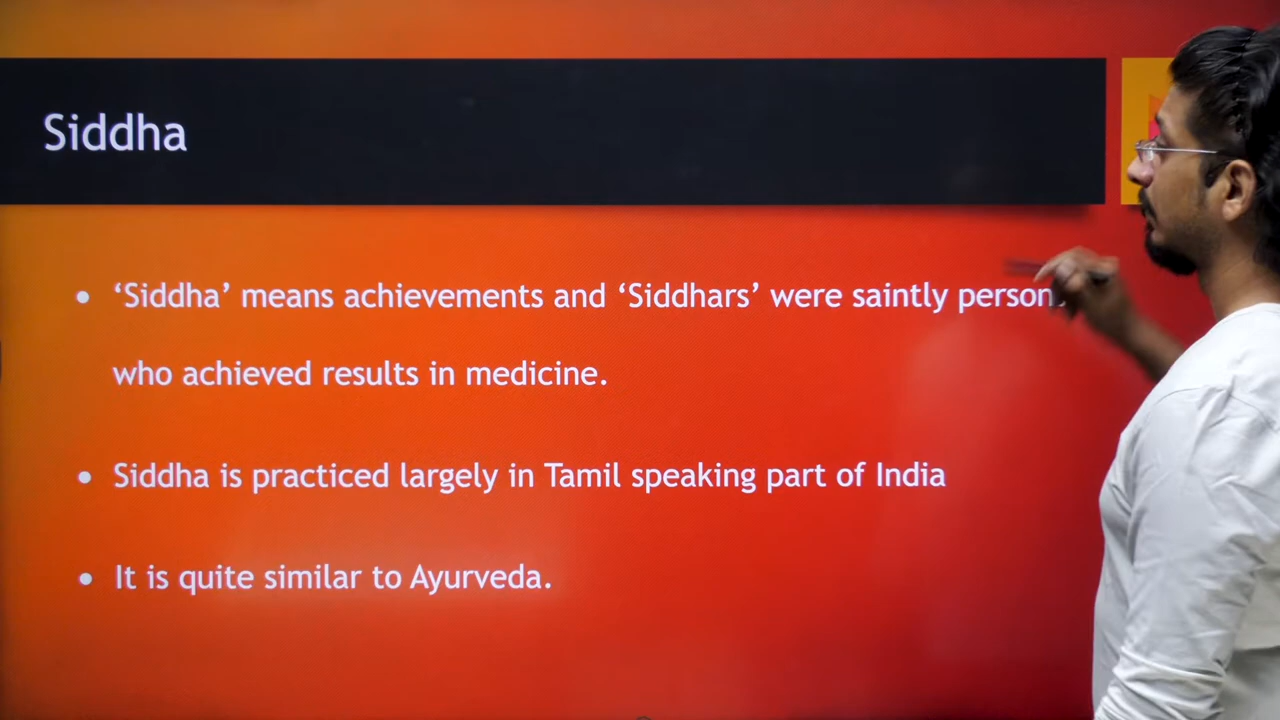 Siddha
• ‘Siddha’ means achievements and ‘Siddhars’ were saintly person
who achieved results in medicine.
• Siddha is practiced largely in Tamil speaking part of India
• It is quite similar to Ayurveda.